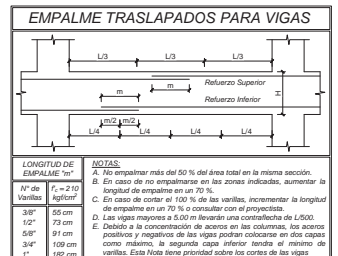 EMPALME TRASLAPADOS PARA VIGAS
L/3 L/3 L/3
m
Refuerzo Superior
m
Refuerzo Inferior
H
m/2 m/2
L/4 L/4 L/4 L/4
LONGITUD DE
EMPALME "m"
N° de Varillas f'c = 210 kgf/cm²
3/8" 55 cm
1/2" 73 cm
5/8" 91 cm
3/4" 109 cm
1" 182 cm
NOTAS:
A. No empalmar más del 50 % del área total en la misma sección.
B. En caso de no empalmarse en las zonas indicadas, aumentar la
longitud de empalme en un 70 %.
C. En caso de cortar el 100 % de las varillas, incrementar la longitud
de empalme en un 70 % o consultar con el proyectista.
D. Las vigas mayores a 5.00 m llevarán una contraflecha de L/500.
E. Debido a la concentración de aceros en las columnas, los aceros
positivos y negativos de las vigas podran colocarse en dos capas
como máximo, la segunda capa inferior tendra el mínimo de
varillas. Esta Nota tiene prioridad sobre los cortes de las vigas